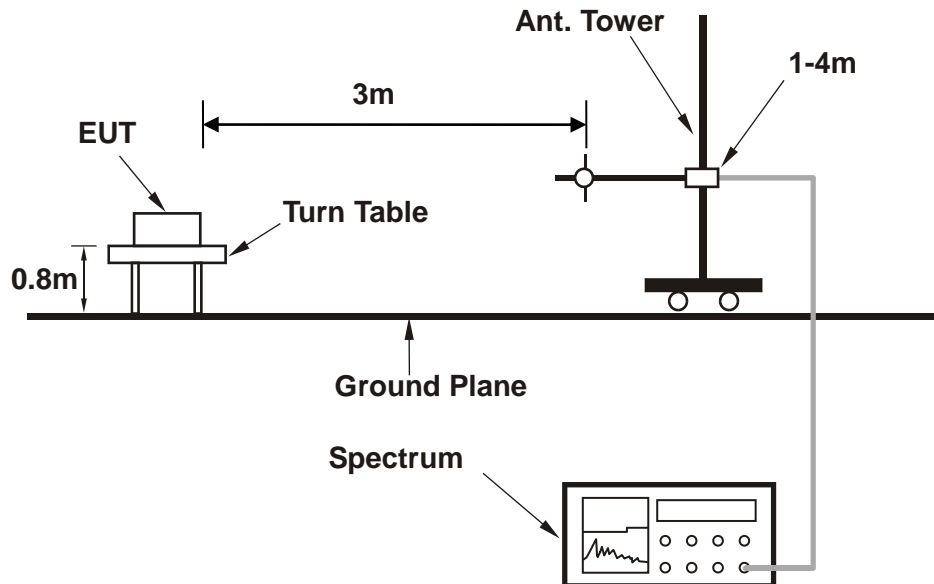 Ant. Tower
1-4m
3m
EUT
Turn Table
0.8m
Ground Plane
Spectrum